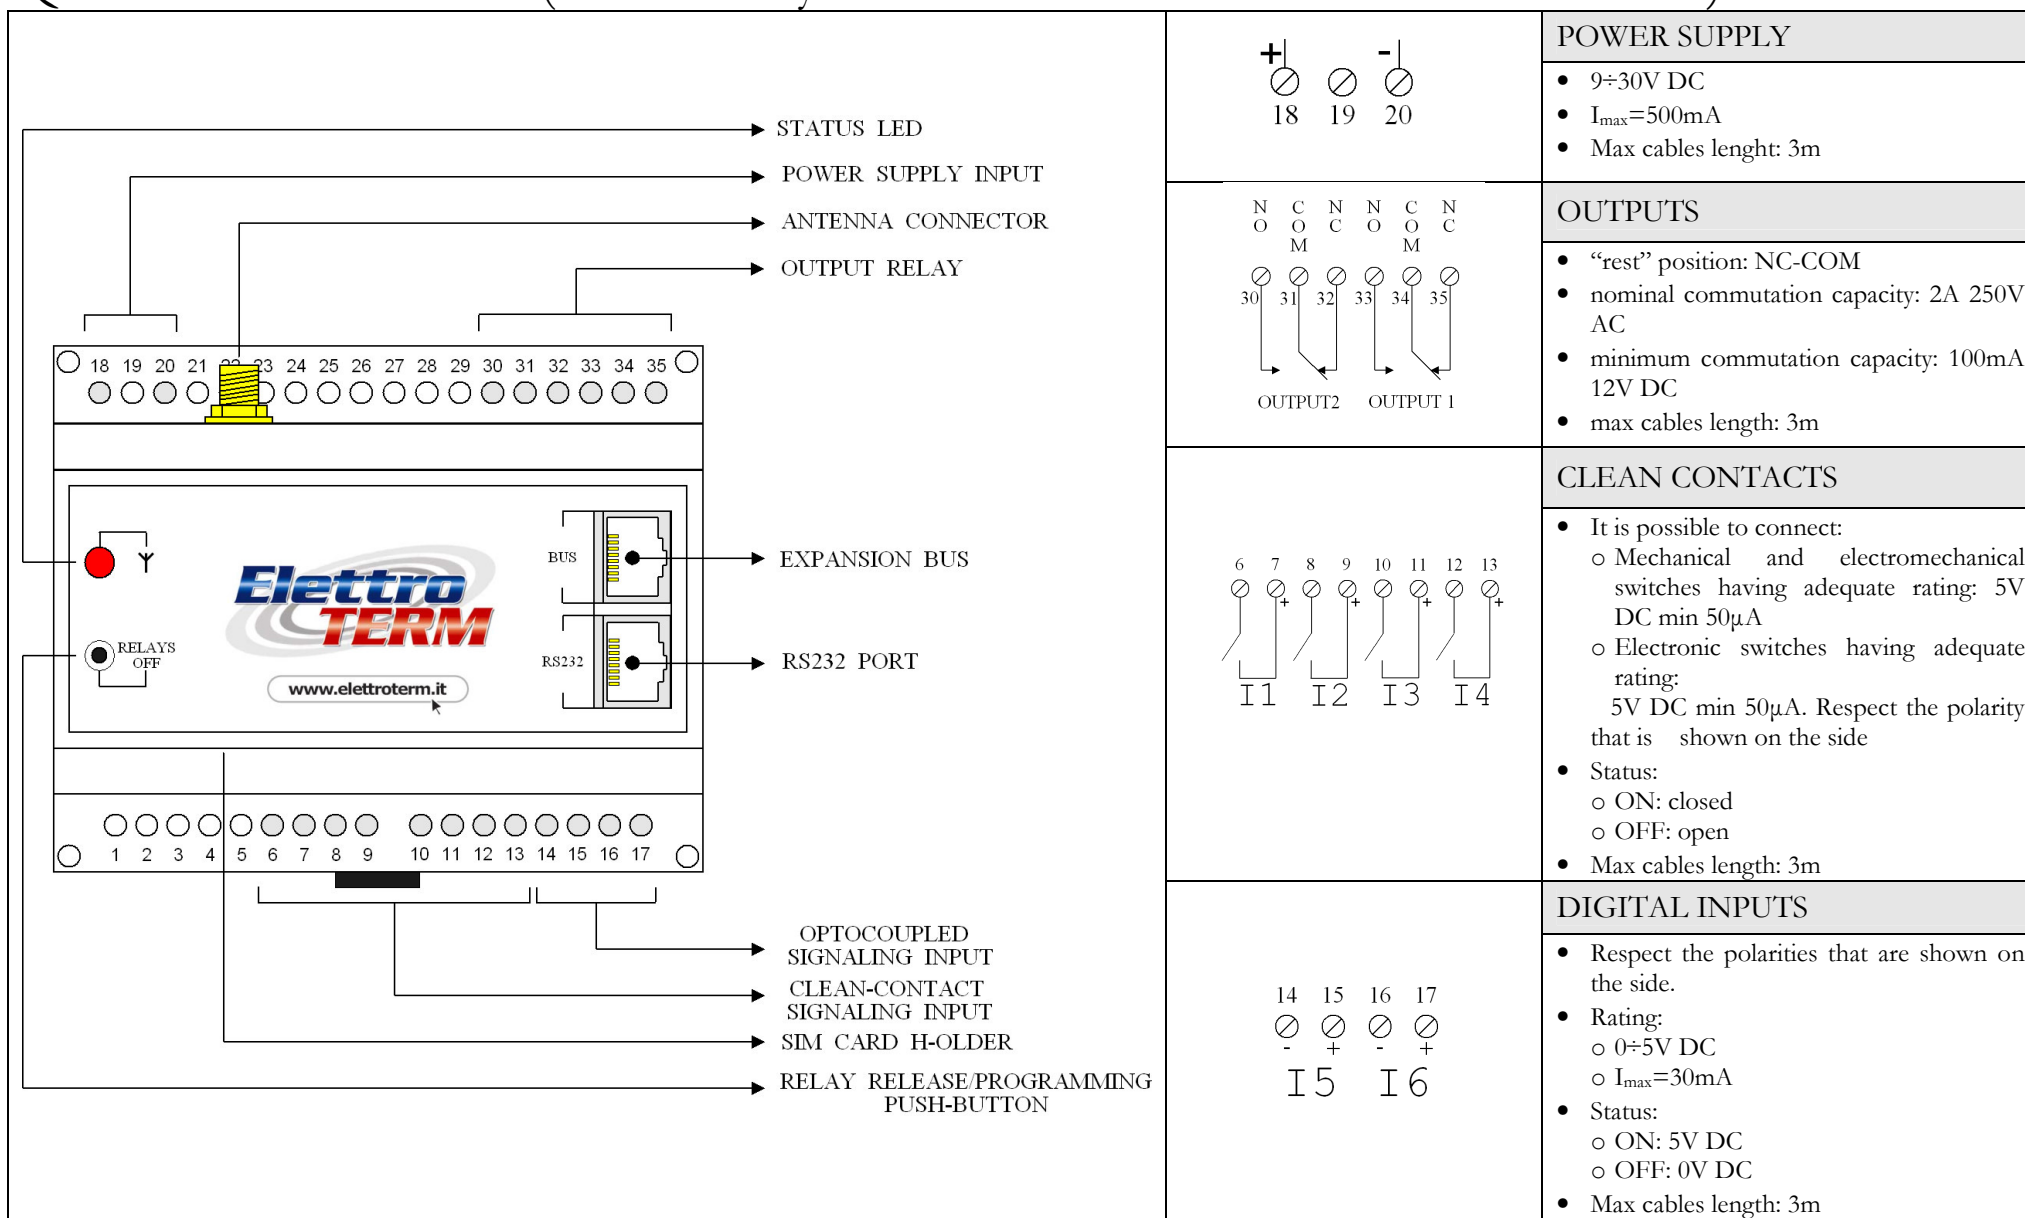 STATUS LED
POWER SUPPLY INPUT
ANTENNA CONNECTOR
OUTPUT RELAY
18 19 20 21 22 23 24 25 26 27 28 29 30 31 32 33 34 35
BUS
EXPANSION BUS
Elettro
TERM
RELAYS
OFF
RS232
RS232 PORT
www.elettroterm.it
1 2 3 4 5 6 7 8 9 10 11 12 13 14 15 16 17
OPTOCOUPLED
SIGNALING INPUT
CLEAN-CONTACT
SIGNALING INPUT
SIM CARD H-OLDER
RELAY RELEASE/PROGRAMMING
PUSH-BUTTON
+ -
18 19 20
POWER SUPPLY
• 9÷30V DC
• Imax=500mA
• Max cables lenght: 3m
NO COM NC NO COM NC
30 31 32 33 34 35
OUTPUT2 OUTPUT 1
OUTPUTS
• “rest” position: NC-COM
• nominal commutation capacity: 2A 250V
AC
• minimum commutation capacity: 100mA
12V DC
• max cables length: 3m
6 7 8 9 10 11 12 13
+ + + +
I1 I2 I3 I4
CLEAN CONTACTS
• It is possible to connect:
o Mechanical and electromechanical
switches having adequate rating: 5V
DC min 50µA
o Electronic switches having adequate
rating:
5V DC min 50µA. Respect the polarity
that is shown on the side
• Status:
o ON: closed
o OFF: open
• Max cables length: 3m
14 15 16 17
- + - +
I5 I6
DIGITAL INPUTS
• Respect the polarities that are shown on
the side.
• Rating:
o 0÷5V DC
o Imax=30mA
• Status:
o ON: 5V DC
o OFF: 0V DC
• Max cables length: 3m